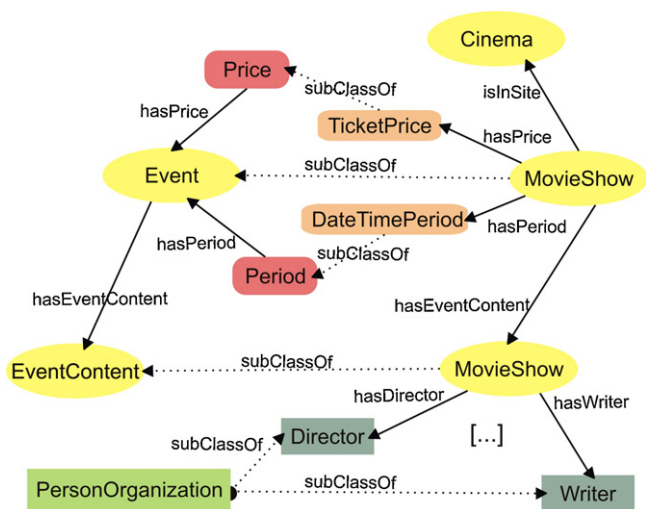 Cinema
Price
subClassOf
isInSite
hasPrice
TicketPrice
hasPrice
Event
subClassOf
MovieShow
DateTimePeriod
hasPeriod
hasPeriod
subClassOf
Period
hasEventContent
hasEventContent
EventContent
subClassOf
MovieShow
hasDirector
hasWriter
subClassOf
Director
[...]
PersonOrganization
subClassOf
Writer